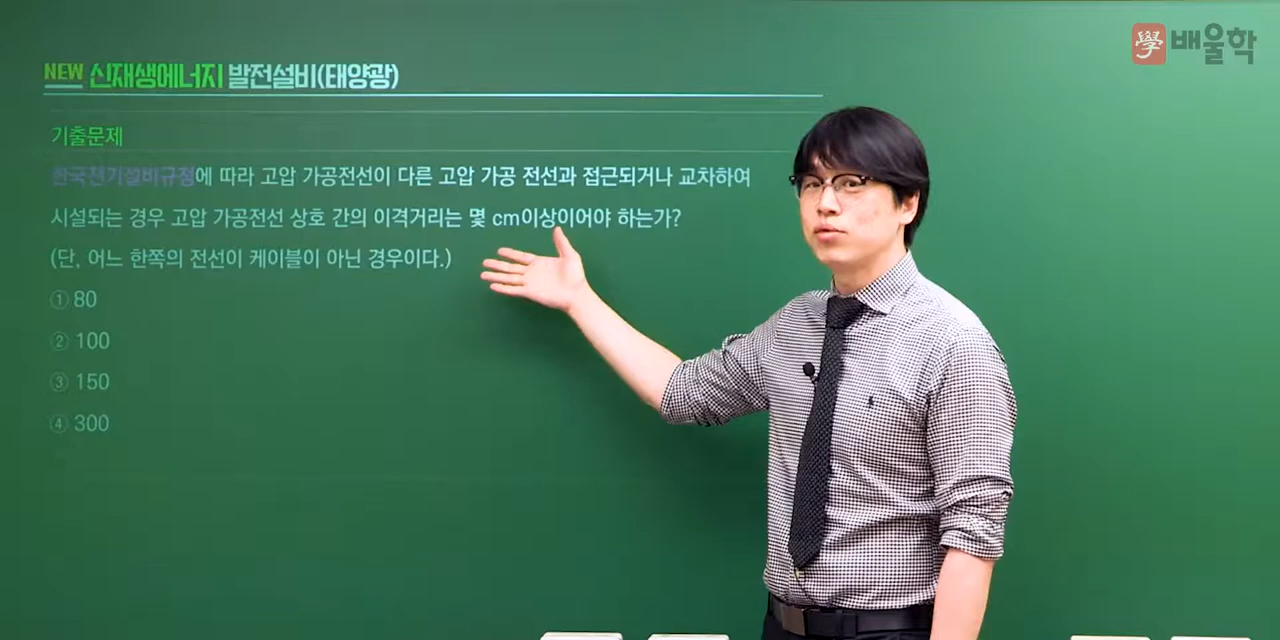 學 배울학
NEW 신재생에너지 발전설비(태양광)
기출문제
한국전기설비규정에 따라 고압 가공전선이 다른 고압 가공 전선과 접근되거나 교차하여
시설되는 경우 고압 가공전선 상호 간의 이격거리는 몇 cm이상이어야 하는가?
(단, 어느 한쪽의 전선이 케이블이 아닌 경우이다.)
① 80
② 100
③ 150
④ 300